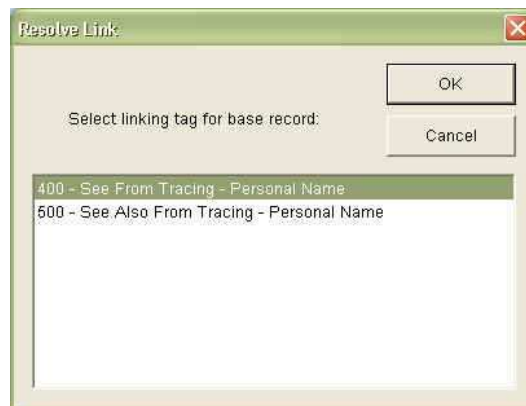 Resolve Link
OK
Select linking tag for base record:
Cancel
400 - See From Tracing - Personal Name
500 - See Also From Tracing - Personal Name